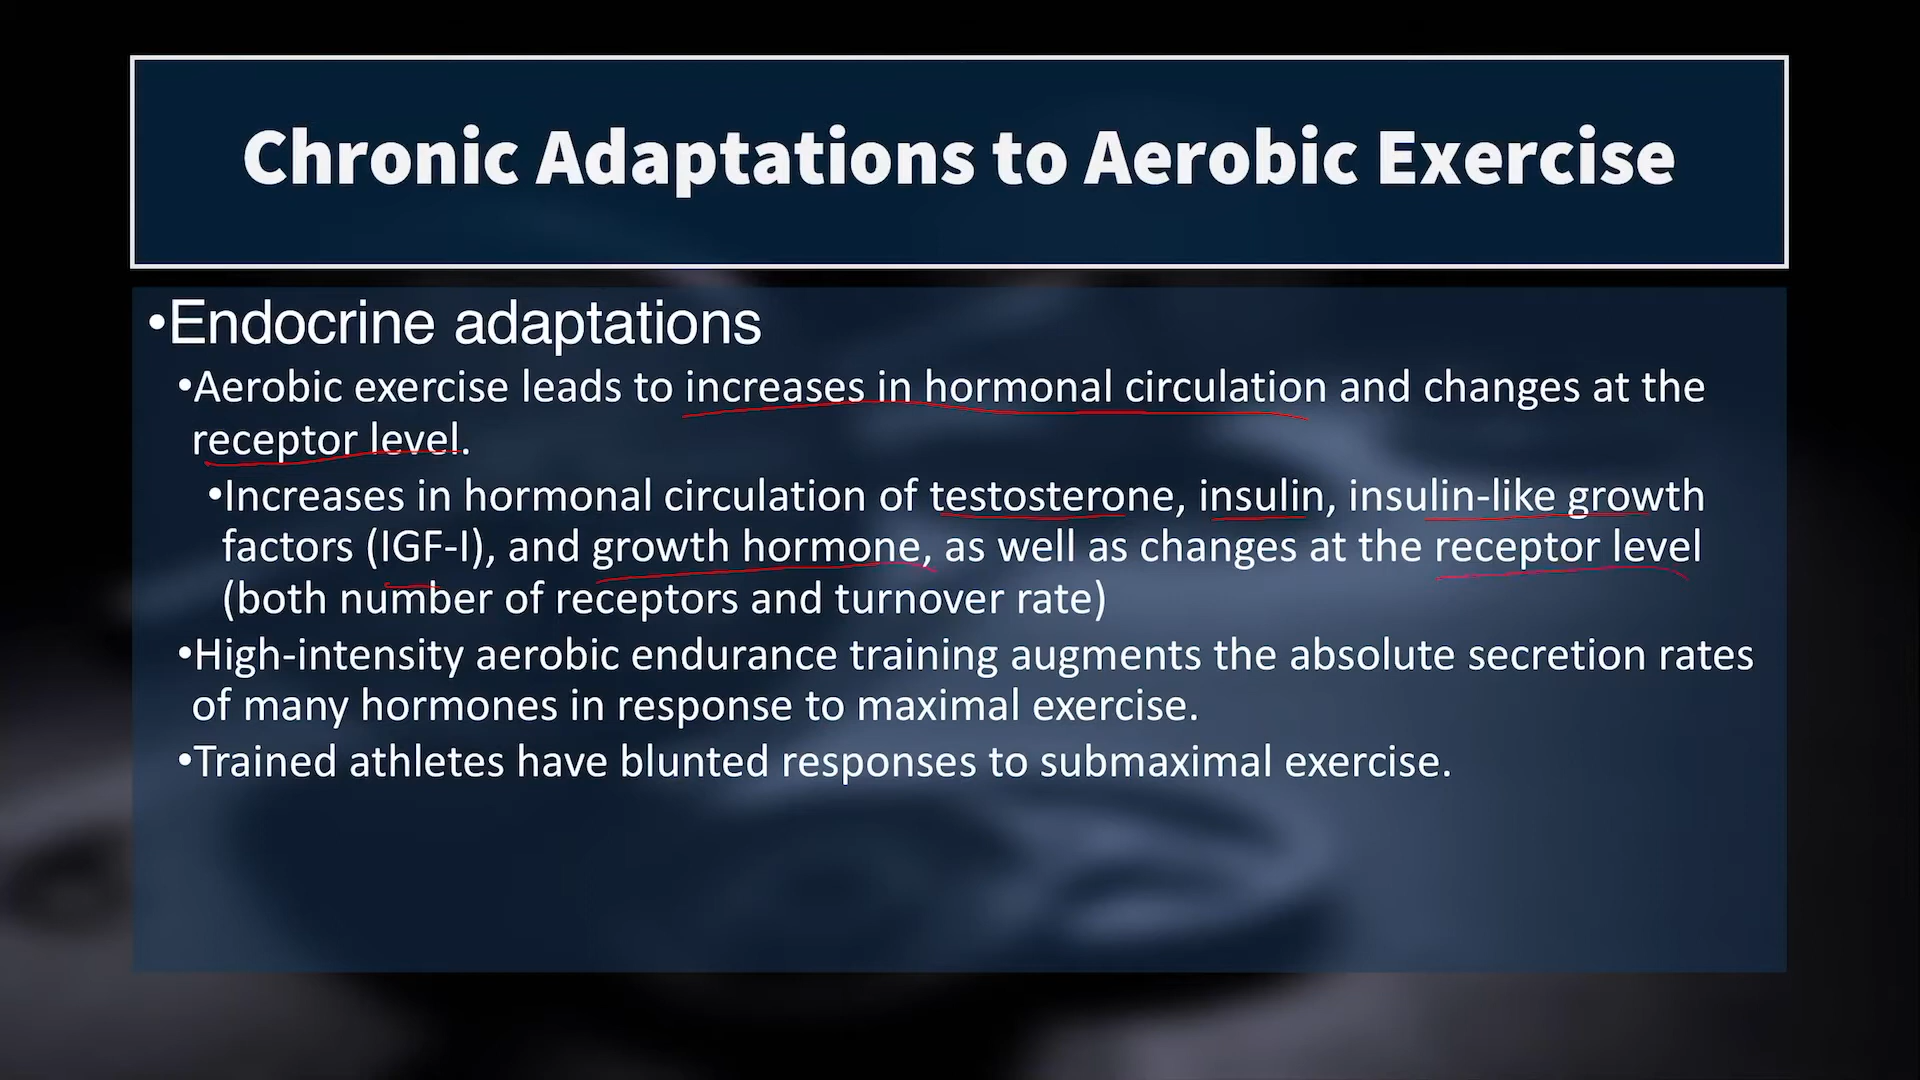 Chronic Adaptations to Aerobic Exercise
•Endocrine adaptations
•Aerobic exercise leads to increases in hormonal circulation and changes at the
receptor level.
•Increases in hormonal circulation of testosterone, insulin, insulin-like growth
factors (IGF-I), and growth hormone, as well as changes at the receptor level
(both number of receptors and turnover rate)
•High-intensity aerobic endurance training augments the absolute secretion rates
of many hormones in response to maximal exercise.
•Trained athletes have blunted responses to submaximal exercise.